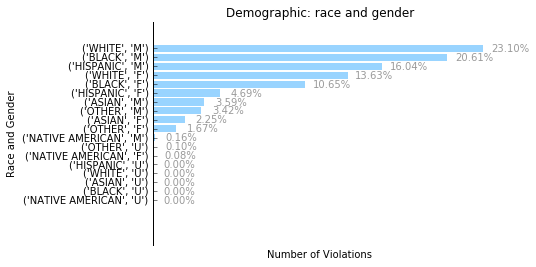 Demographic: race and gender
('WHITE', 'M') 23.10%
('BLACK', 'M') 20.61%
('HISPANIC', 'M') 16.04%
('WHITE', 'F') 13.63%
('BLACK', 'F') 10.65%
('HISPANIC', 'F') 4.69%
('ASIAN', 'M') 3.59%
('OTHER', 'M') 3.42%
('ASIAN', 'F') 2.25%
('OTHER', 'F') 1.67%
('NATIVE AMERICAN', 'M') 0.16%
('OTHER', 'U') 0.10%
('NATIVE AMERICAN', 'F') 0.08%
('HISPANIC', 'U') 0.00%
('WHITE', 'U') 0.00%
('ASIAN', 'U') 0.00%
('BLACK', 'U') 0.00%
('NATIVE AMERICAN', 'U') 0.00%
Race and Gender
Number of Violations